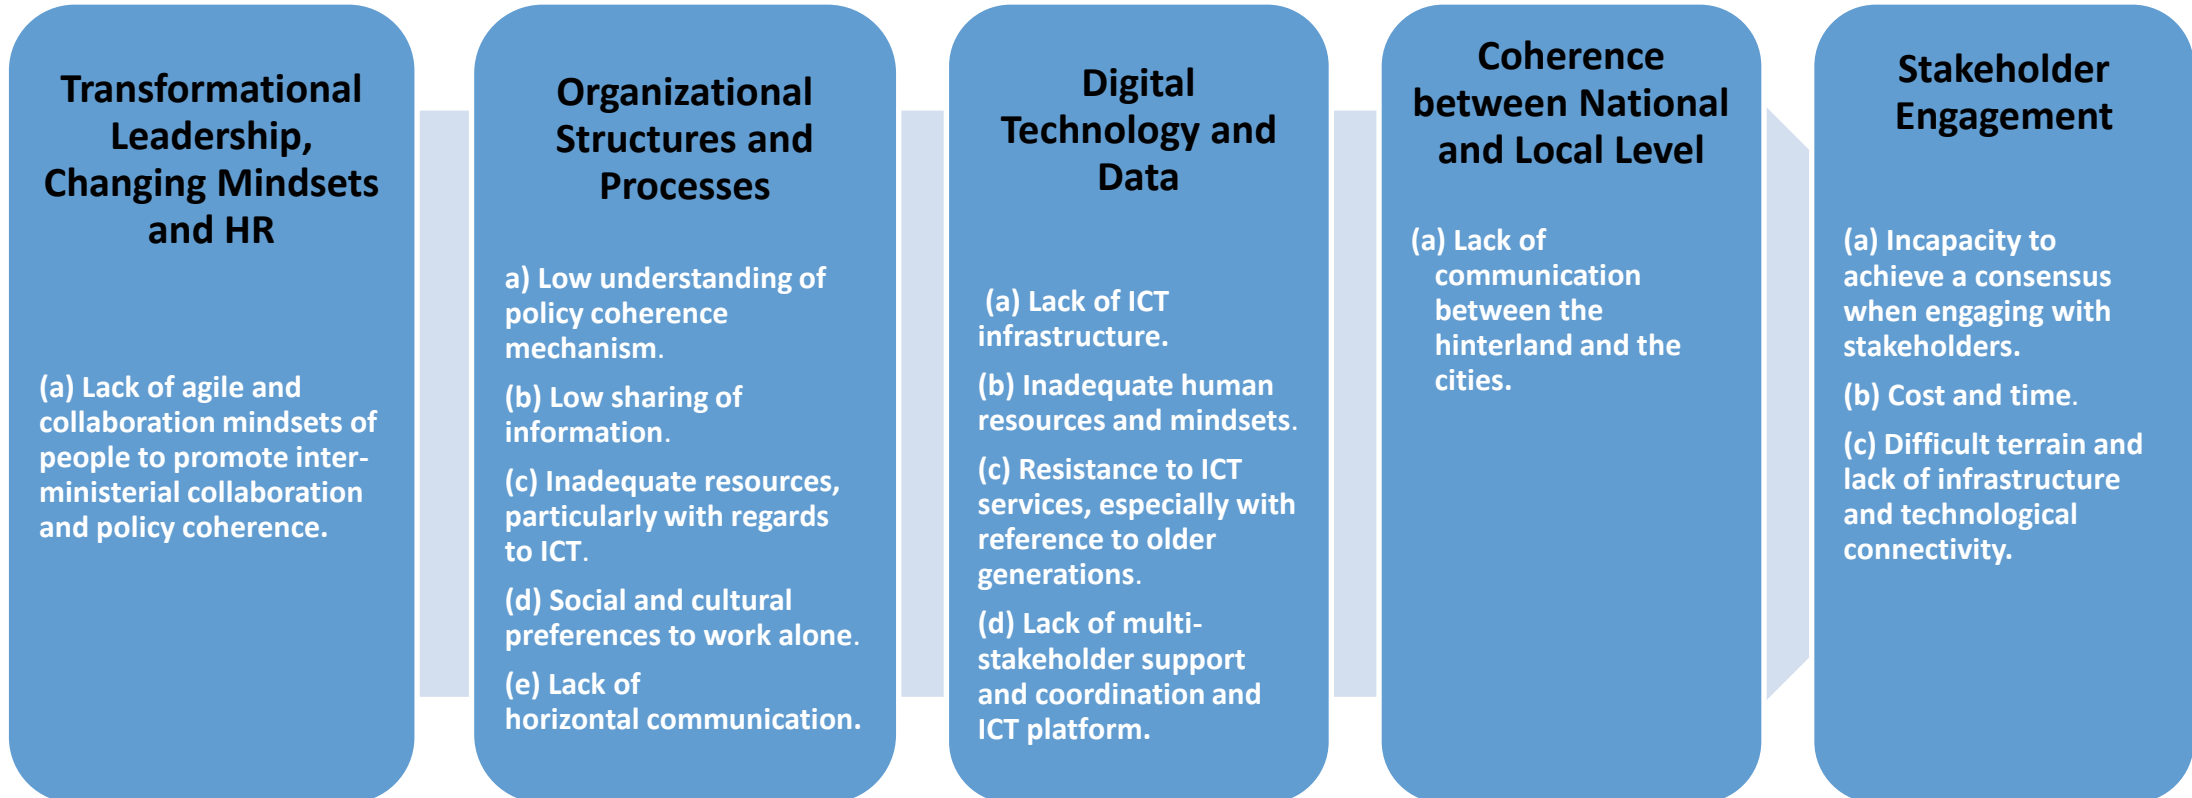 Transformational
Leadership,
Changing Mindsets
and HR
(a) Lack of agile and
collaboration mindsets of
people to promote inter-
ministerial collaboration
and policy coherence.
Organizational
Structures and
Processes
a) Low understanding of
policy coherence
mechanism.
(b) Low sharing of
information.
(c) Inadequate resources,
particularly with regards
to ICT.
(d) Social and cultural
preferences to work alone.
(e) Lack of
horizontal communication.
Digital
Technology and
Data
(a) Lack of ICT
infrastructure.
(b) Inadequate human
resources and mindsets.
(c) Resistance to ICT
services, especially with
reference to older
generations.
(d) Lack of multi-
stakeholder support
and coordination and
ICT platform.
Coherence
between National
and Local Level
(a) Lack of
communication
between the
hinterland and the
cities.
Stakeholder
Engagement
(a) Incapacity to
achieve a consensus
when engaging with
stakeholders.
(b) Cost and time.
(c) Difficult terrain and
lack of infrastructure
and technological
connectivity.